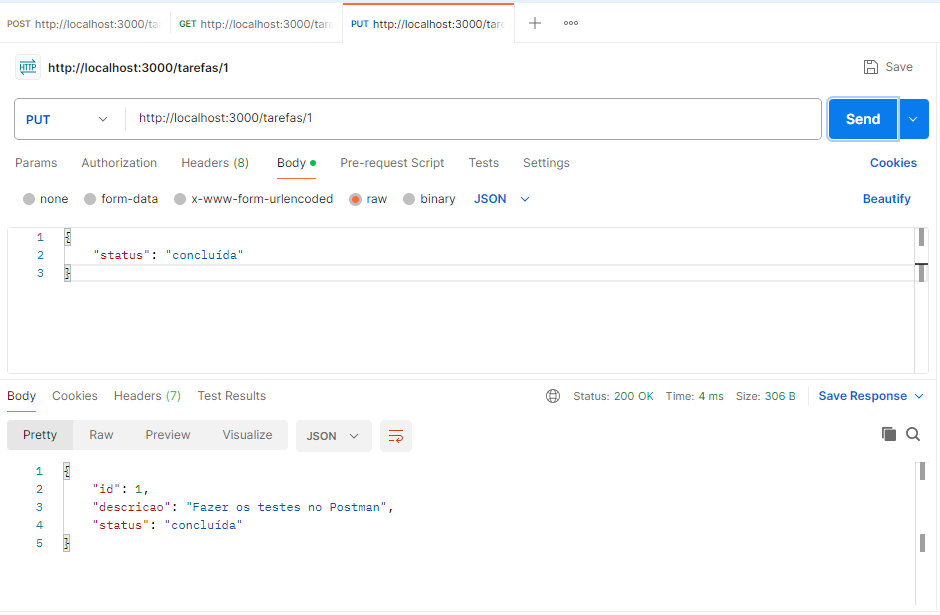 POST http://localhost:3000/ta GET http://localhost:3000/tar PUT http://localhost:3000/tare
HTTP http://localhost:3000/tarefas/1 Save
PUT http://localhost:3000/tarefas/1 Send
Params Authorization Headers (8) Body Pre-request Script Tests Settings Cookies
none form-data x-www-form-urlencoded raw binary JSON Beautify
1 {
2 "status": "concluída"
3 }
Body Cookies Headers (7) Test Results Status: 200 OK Time: 4 ms Size: 306 B Save Response
Pretty Raw Preview Visualize JSON
1 {
2 "id": 1,
3 "descricao": "Fazer os testes no Postman",
4 "status": "concluída"
5 }